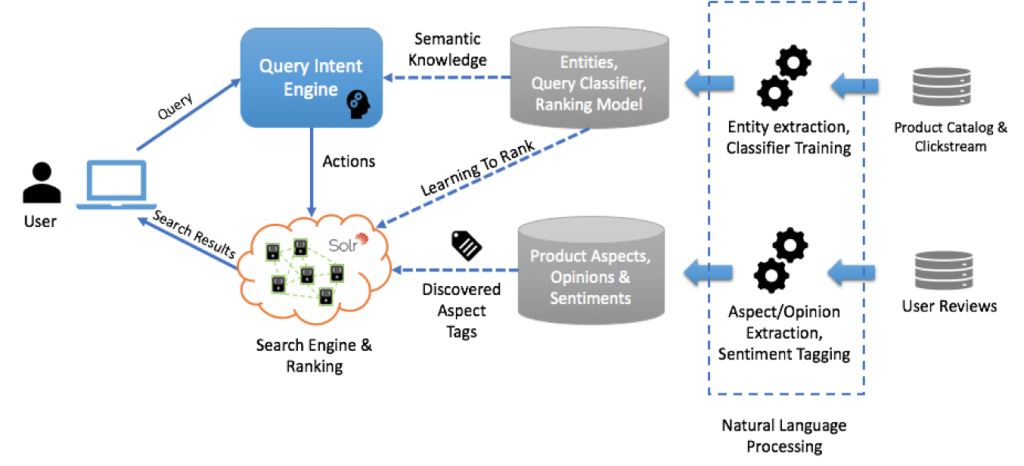 Query Intent
Engine
Semantic
Knowledge
Entities,
Query Classifier,
Ranking Model
Entity extraction,
Classifier Training
Product Catalog &
Clickstream
Query
Actions
Learning To Rank
User
Search Results
Solr
Search Engine &
Ranking
Discovered
Aspect
Tags
Product Aspects,
Opinions &
Sentiments
Aspect/Opinion
Extraction,
Sentiment Tagging
User Reviews
Natural Language
Processing